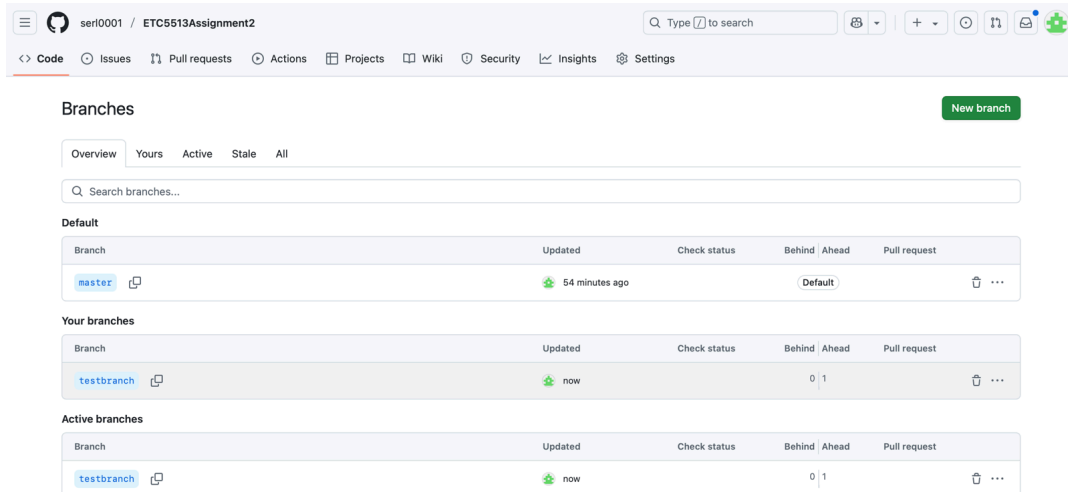 serl0001 / ETC5513Assignment2
Type / to search
Code Issues Pull requests Actions Projects Wiki Security Insights Settings
Branches
New branch
Overview Yours Active Stale All
Search branches...
Default
Branch Updated Check status Behind Ahead Pull request
master 54 minutes ago Default
Your branches
Branch Updated Check status Behind Ahead Pull request
testbranch now 0 1
Active branches
Branch Updated Check status Behind Ahead Pull request
testbranch now 0 1